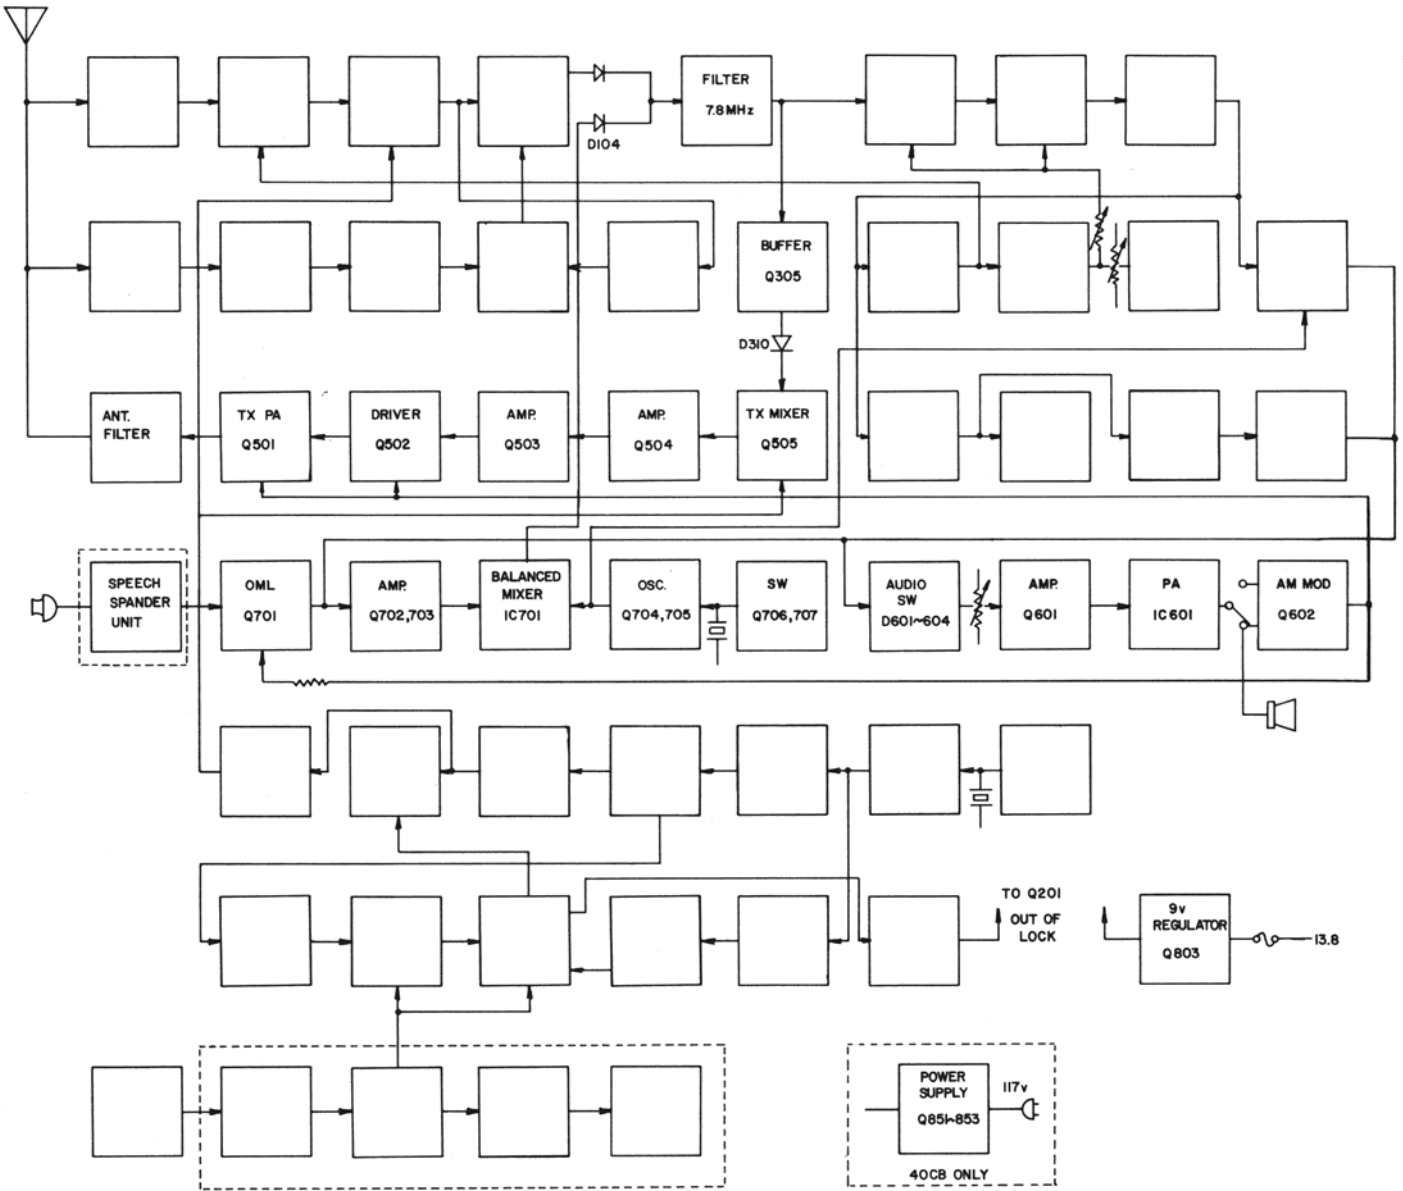 FILTER
7.8MHz
D104
BUFFER
Q305
D310
ANT.
FILTER
TX PA
Q501
DRIVER
Q502
AMP.
Q503
AMP.
Q504
TX MIXER
Q505
SPEECH
SPANDER
UNIT
OML
Q701
AMP.
Q702,703
BALANCED
MIXER
IC701
OSC.
Q704,705
SW
Q706,707
AUDIO
SW
D601~604
AMP.
Q601
PA
IC601
AM MOD
Q602
TO Q201
OUT OF
LOCK
9v
REGULATOR
Q803
13.8
POWER
SUPPLY
Q851~853
117v
40CB ONLY